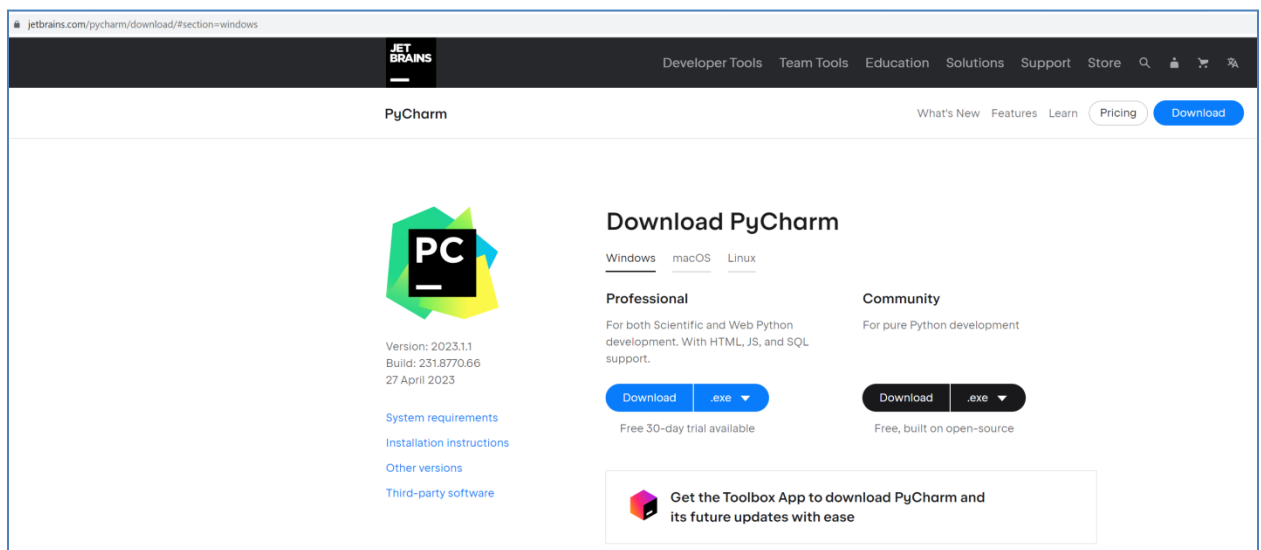 jetbrains.com/pycharm/download/#section=windows
JET
BRAINS
Developer Tools Team Tools Education Solutions Support Store
PyCharm
What's New Features Learn Pricing Download
PC
Version: 2023.1.1
Build: 231.8770.66
27 April 2023
System requirements
Installation instructions
Other versions
Third-party software
Download PyCharm
Windows macOS Linux
Professional
For both Scientific and Web Python
development. With HTML, JS, and SQL
support.
Download .exe
Free 30-day trial available
Community
For pure Python development
Download .exe
Free, built on open-source
Get the Toolbox App to download PyCharm and
its future updates with ease